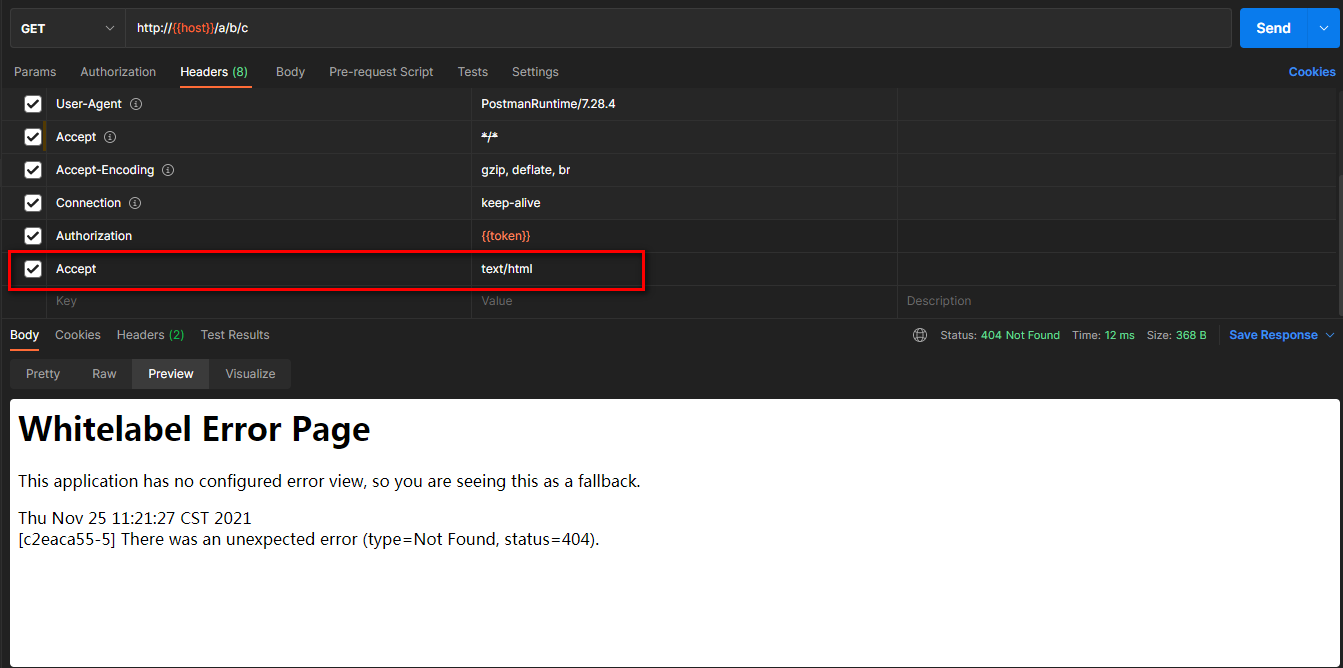 GET http://{{host}}/a/b/c Send
Params Authorization Headers (8) Body Pre-request Script Tests Settings Cookies
User-Agent PostmanRuntime/7.28.4
Accept */*
Accept-Encoding gzip, deflate, br
Connection keep-alive
Authorization {{token}}
Accept text/html
Key Value Description
Body Cookies Headers (2) Test Results Status: 404 Not Found Time: 12 ms Size: 368 B Save Response
Pretty Raw Preview Visualize
Whitelabel Error Page
This application has no configured error view, so you are seeing this as a fallback.
Thu Nov 25 11:21:27 CST 2021
[c2eaca55-5] There was an unexpected error (type=Not Found, status=404).